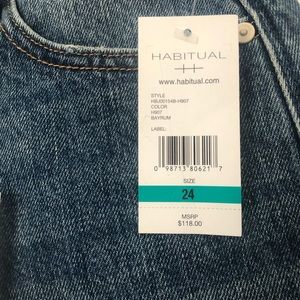 HABITUAL
www.habitual.com
STYLE
HBJ00154B-H907
COLOR
H907
BAYRUM
LABEL:
0 98713 80621 7
SIZE
24
MSRP
$118.00